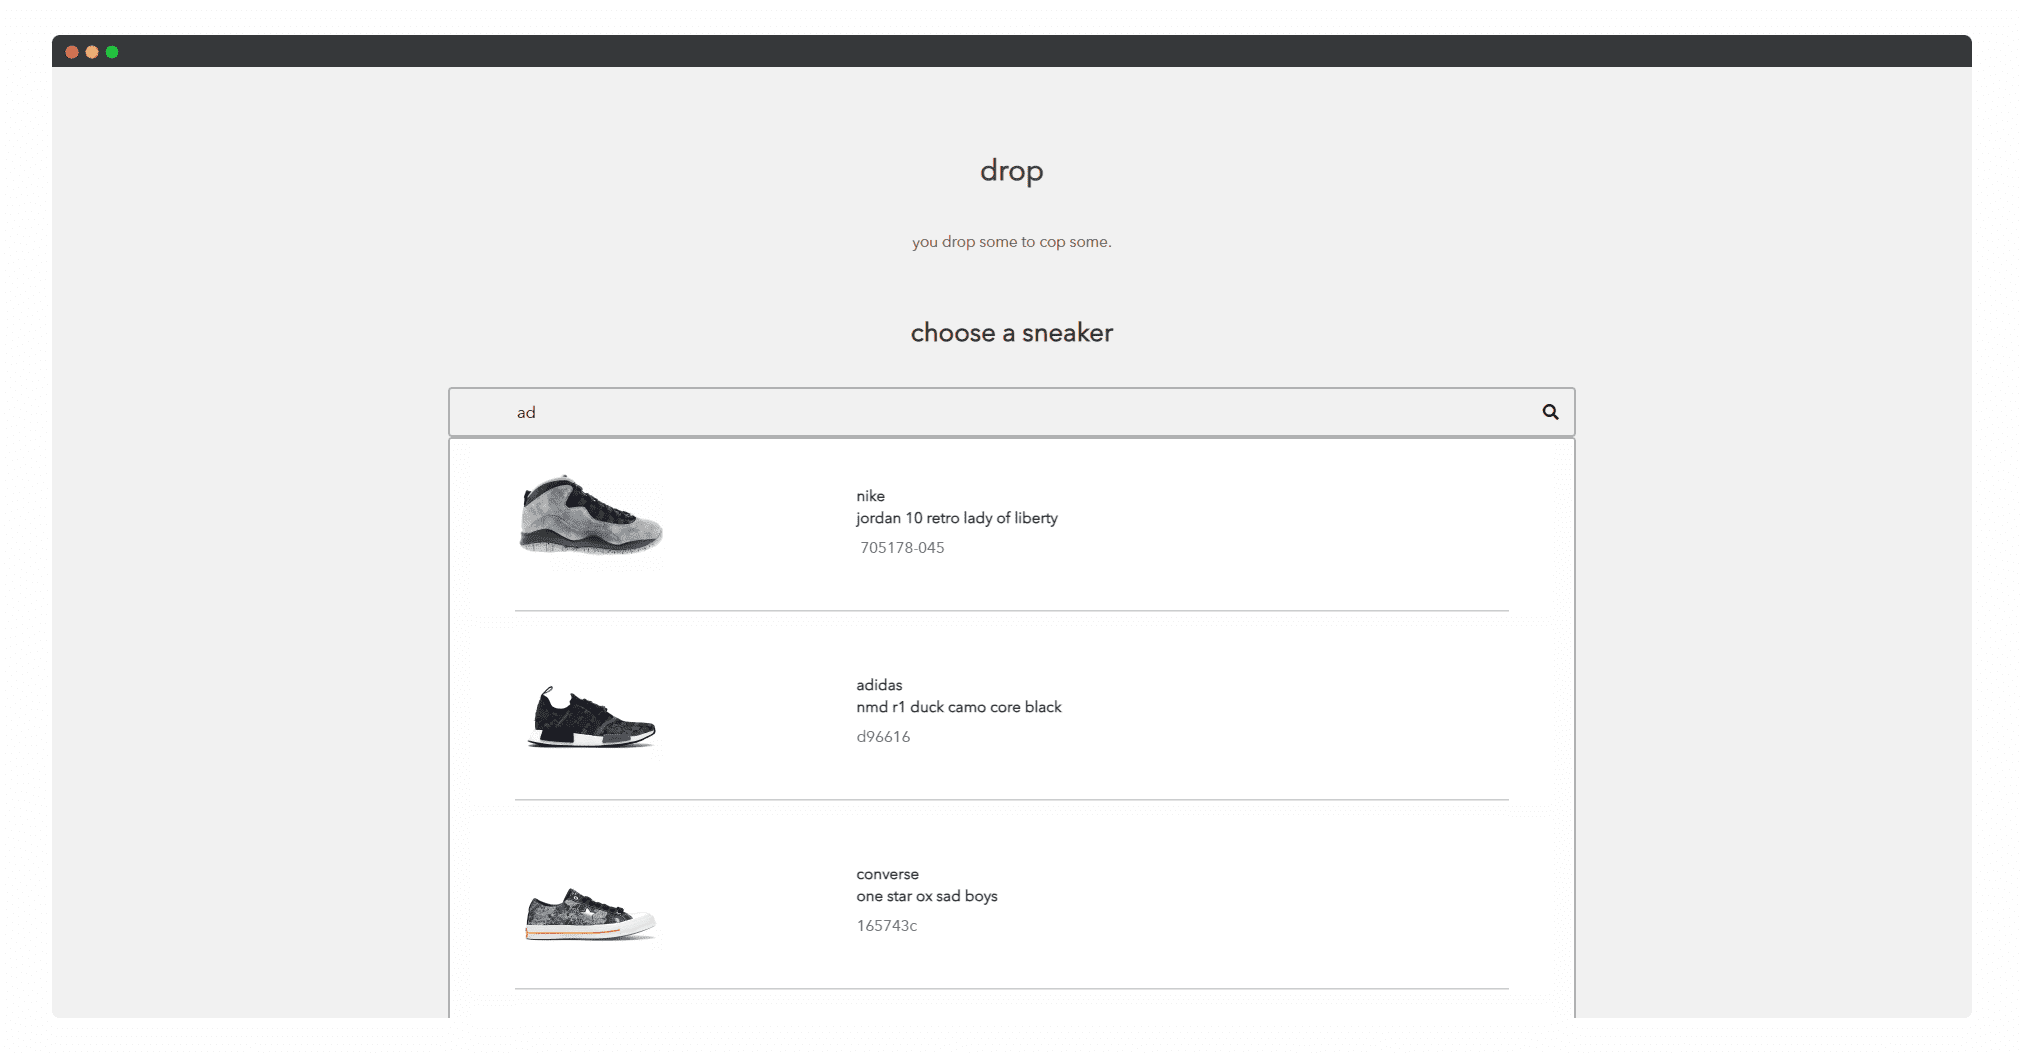 drop
you drop some to cop some.
choose a sneaker
ad
nike
jordan 10 retro lady of liberty
705178-045
adidas
nmd r1 duck camo core black
d96616
converse
one star ox sad boys
165743c